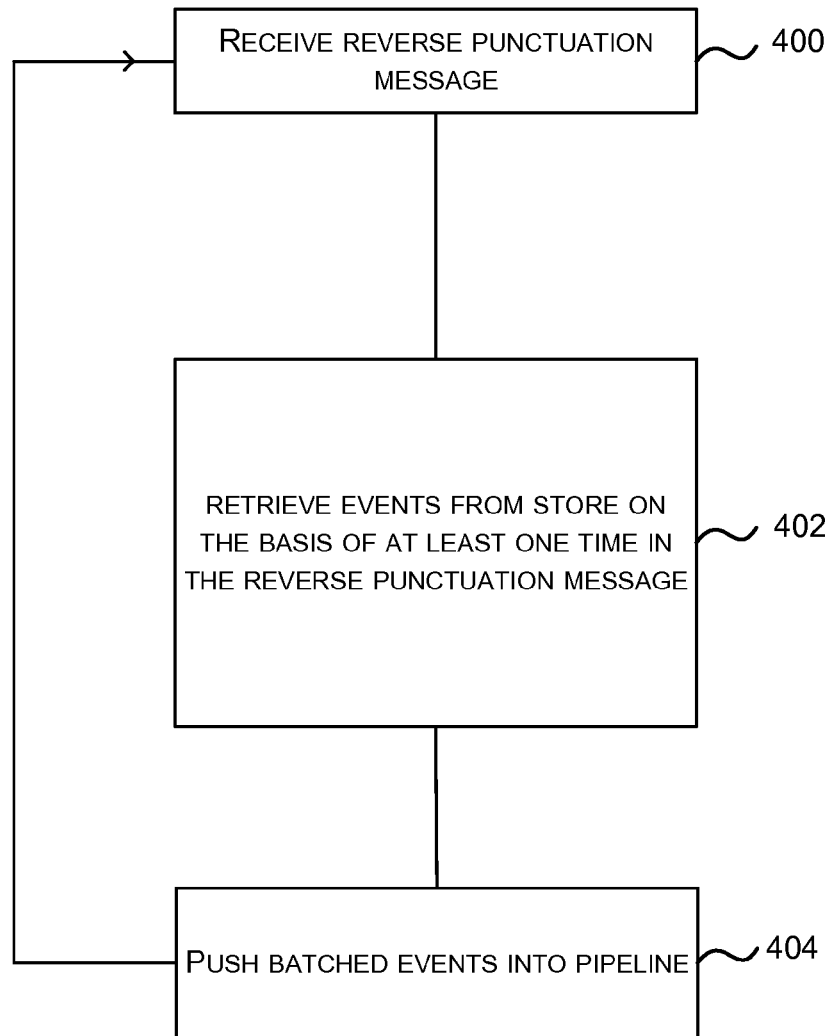 RECEIVE REVERSE PUNCTUATION
MESSAGE
400
RETRIEVE EVENTS FROM STORE ON
THE BASIS OF AT LEAST ONE TIME IN
THE REVERSE PUNCTUATION MESSAGE
402
PUSH BATCHED EVENTS INTO PIPELINE
404